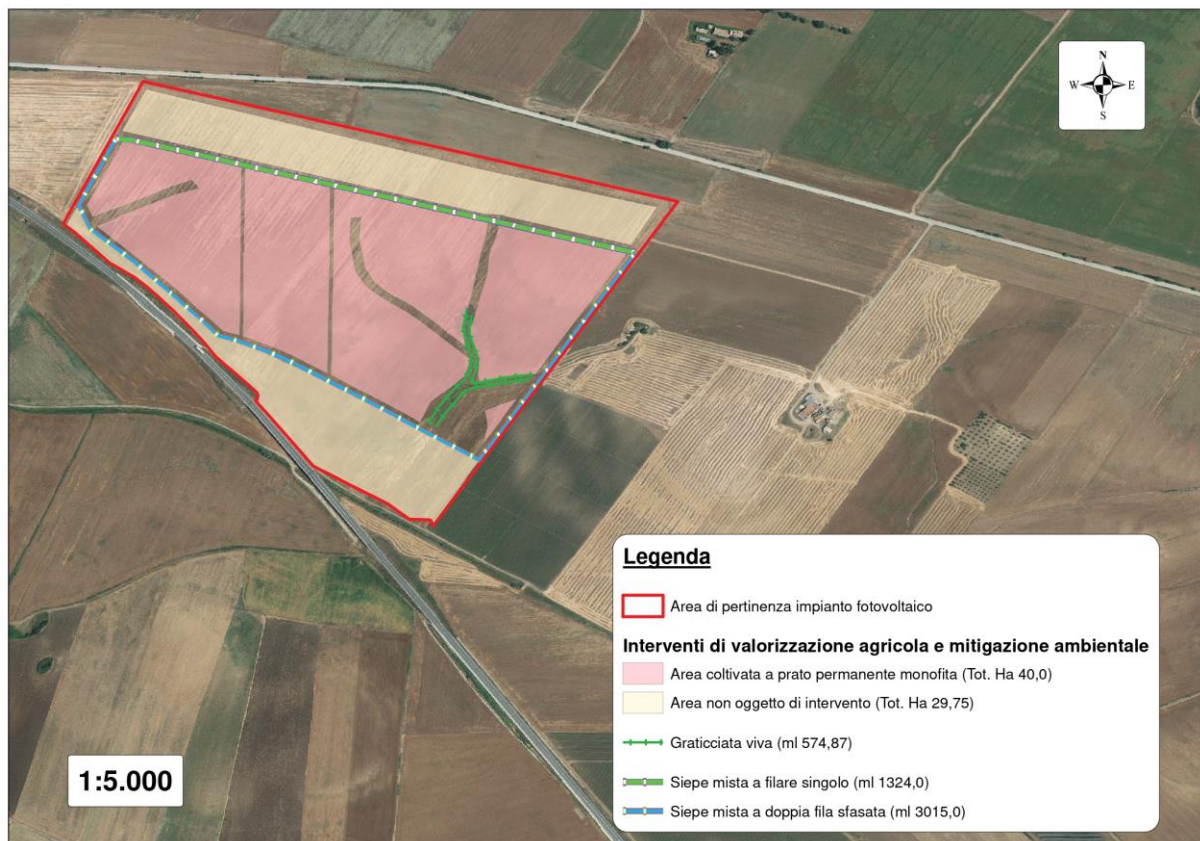 N
W E
S
Legenda
Area di pertinenza impianto fotovoltaico
Interventi di valorizzazione agricola e mitigazione ambientale
Area coltivata a prato permanente monofita (Tot. Ha 40,0)
Area non oggetto di intervento (Tot. Ha 29,75)
Graticciata viva (ml 574,87)
Siepe mista a filare singolo (ml 1324,0)
Siepe mista a doppia fila sfasata (ml 3015,0)
1:5.000